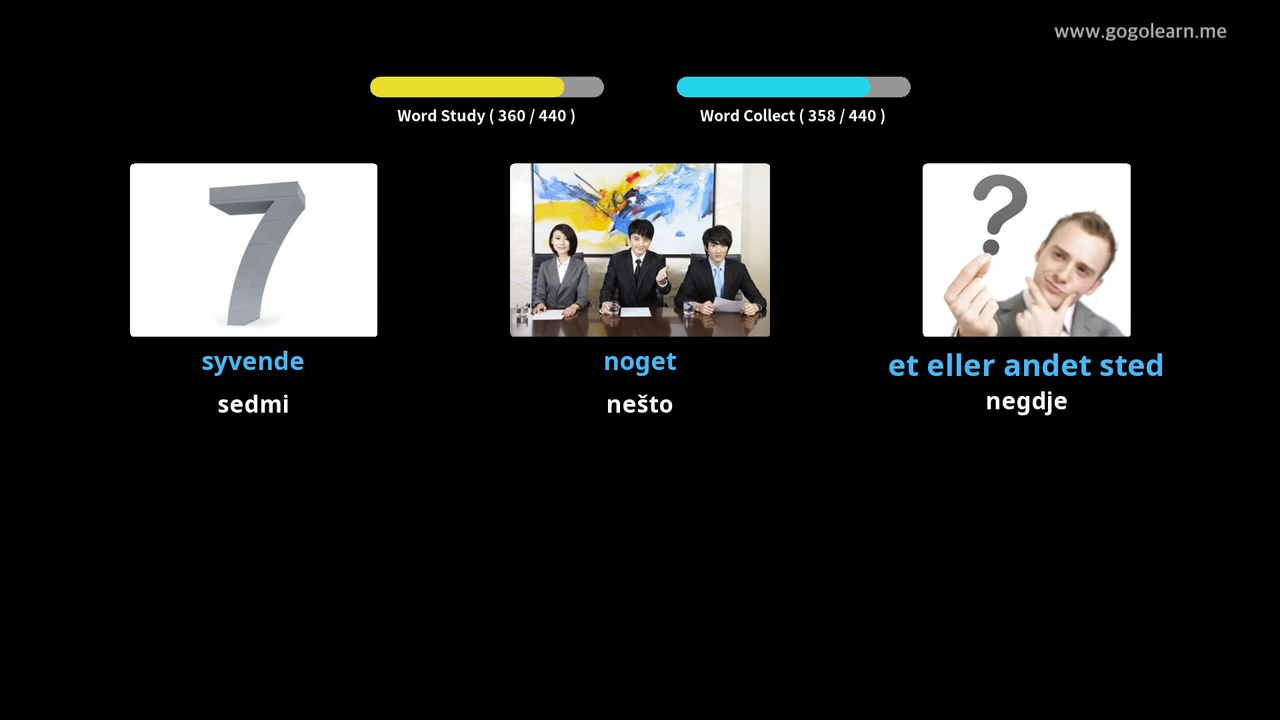 www.gogolearn.me
Word Study ( 360 / 440 )
Word Collect ( 358 / 440 )
7
?
syvende
noget
et eller andet sted
sedmi
nešto
negdje